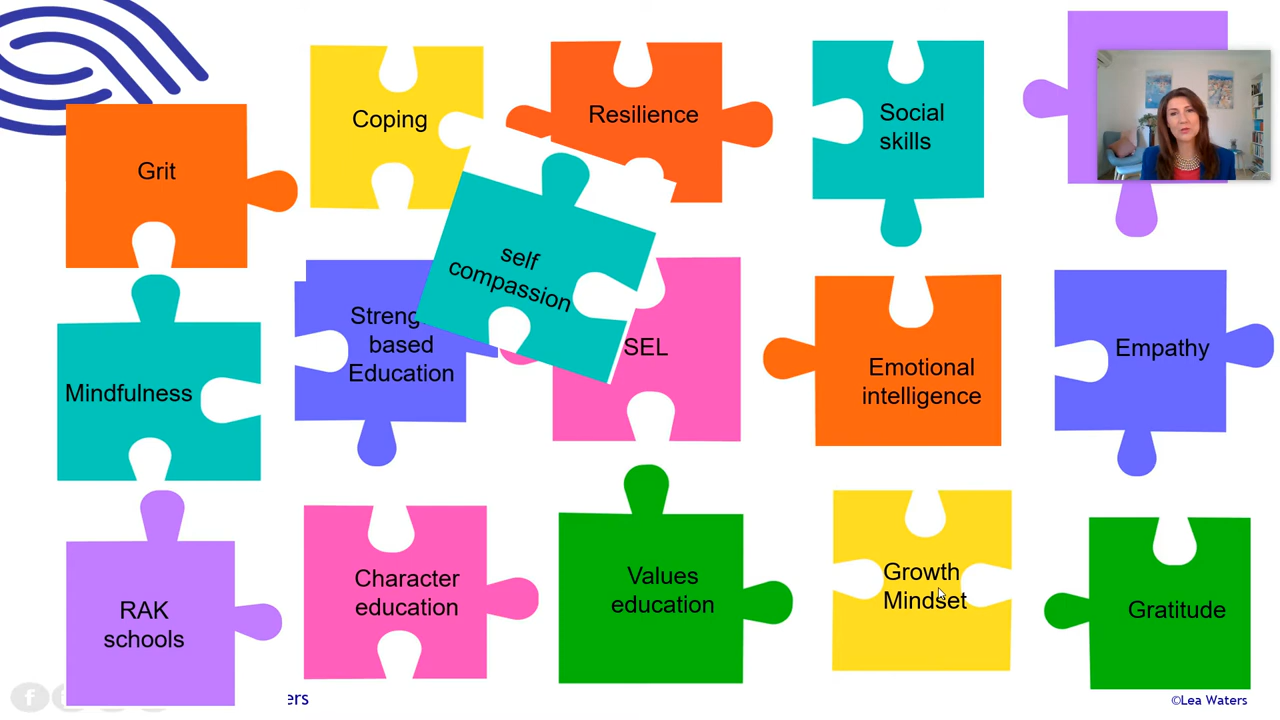 Coping
Resilience
Social
skills
Grit
self
compassion
Streng
based
Education
SEL
Emotional
intelligence
Empathy
Mindfulness
RAK
schools
Character
education
Values
education
Growth
Mindset
Gratitude
ers
©Lea Waters